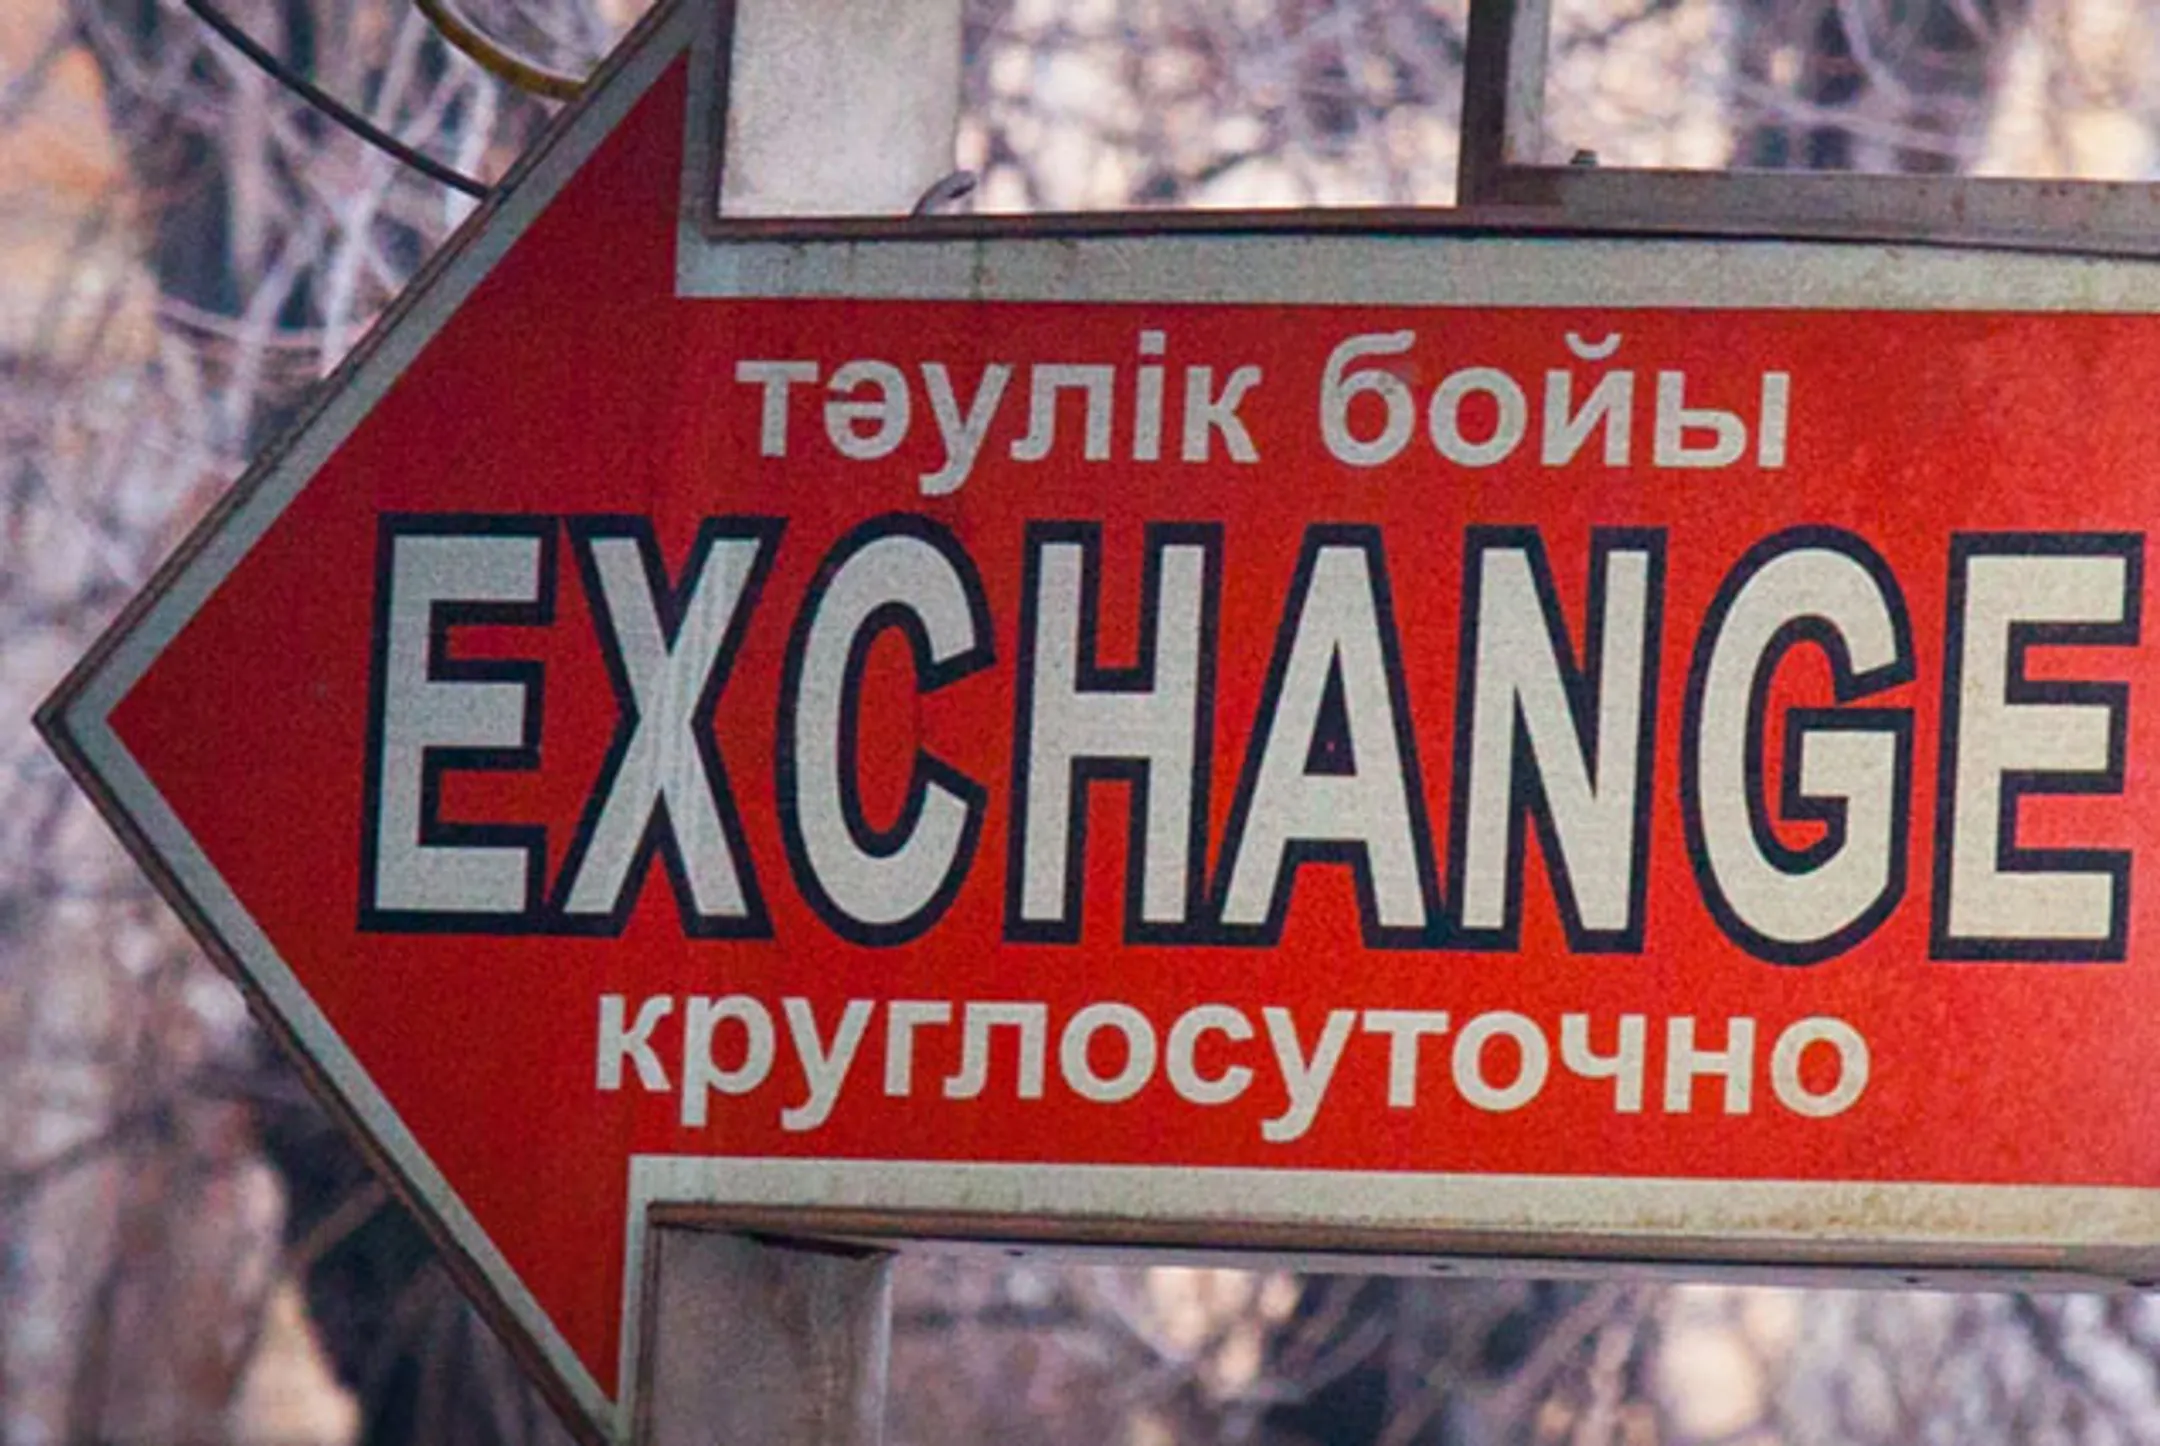 тәулік бойы
EXCHANGE
круглосуточно